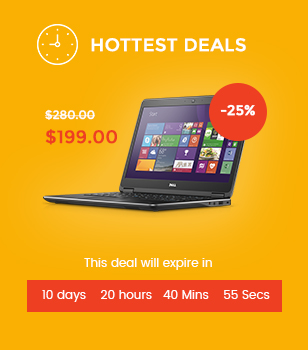 HOTTEST DEALS
-25%
$280.00
$199.00
DELL
This deal will expire in
10 days 20 hours 40 Mins 55 Secs